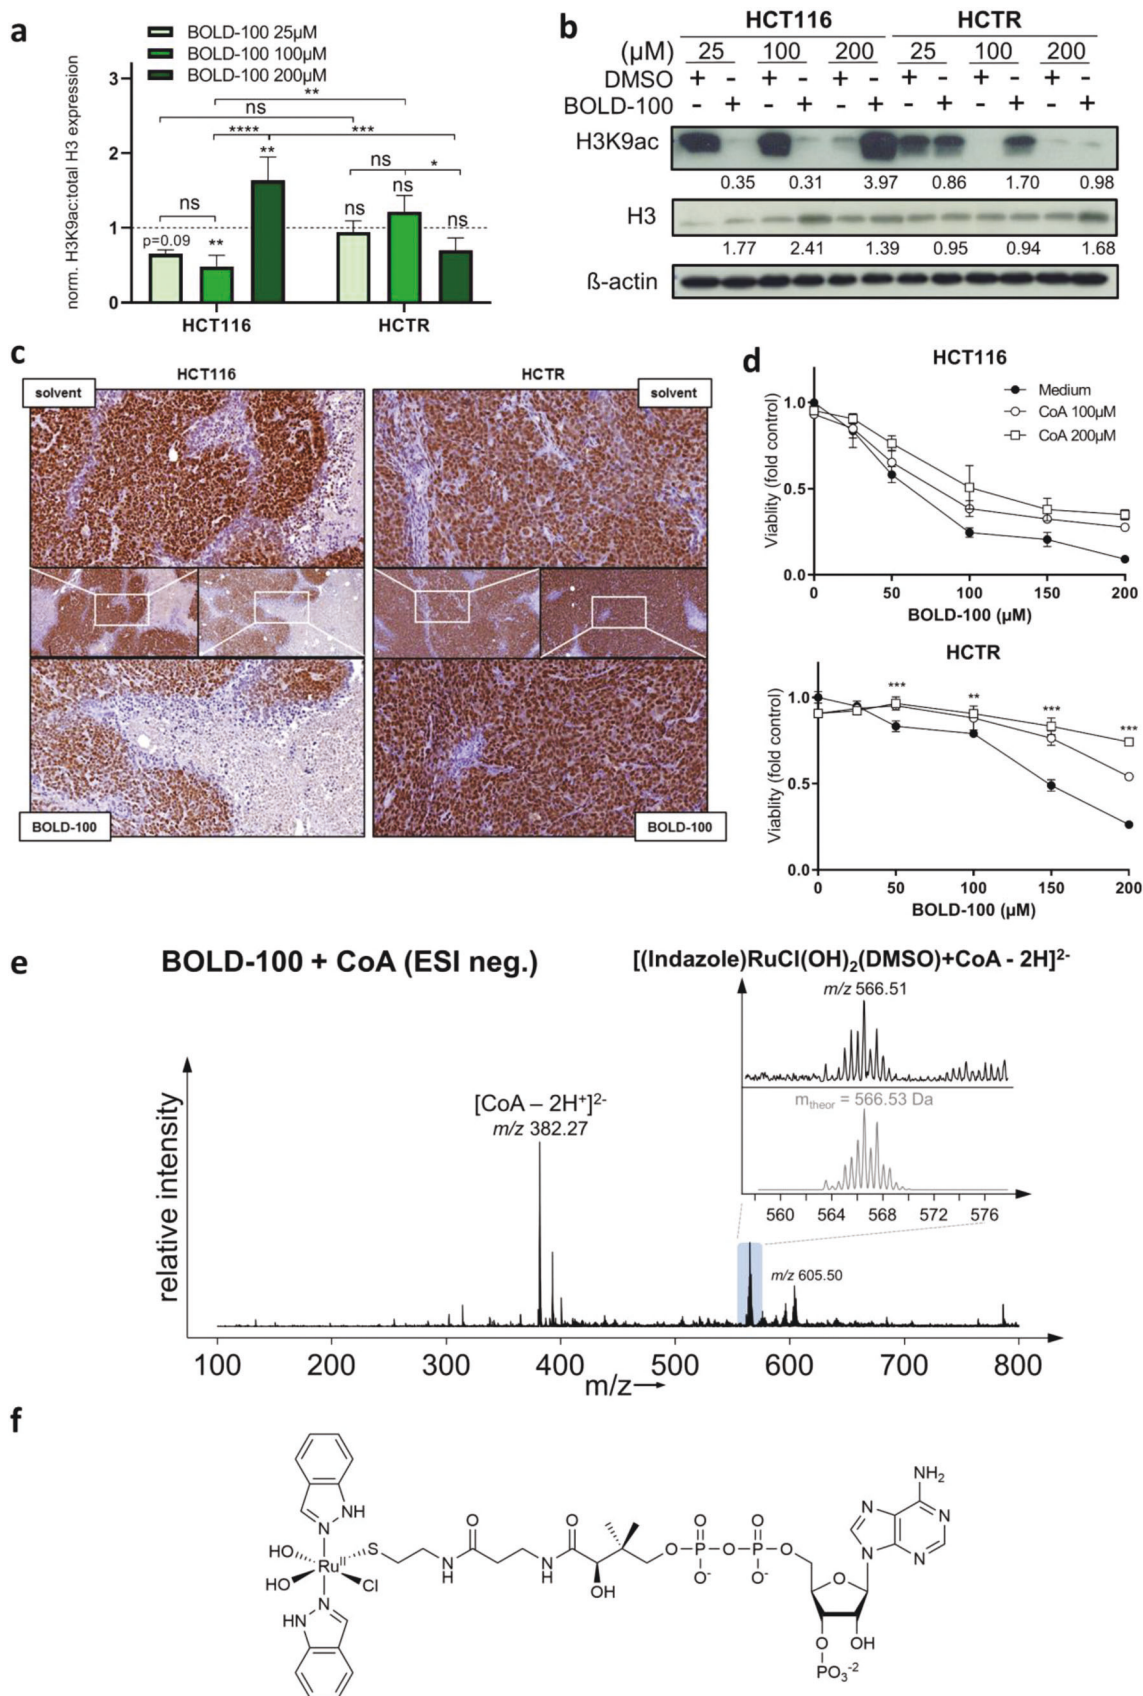 a
BOLD-100 25µM
BOLD-100 100µM
BOLD-100 200µM
norm. H3K9ac:total H3 expression
3
2
1
0
**
ns
**** ***
**
ns
ns *
ns
p=0.09
**
ns
ns
ns
HCT116 HCTR
b
HCT116 HCTR
(µM) 25 100 200 25 100 200
DMSO + - + - + - + - + - + -
BOLD-100 - + - + - + - + - + - +
H3K9ac
0.35 0.31 3.97 0.86 1.70 0.98
H3
1.77 2.41 1.39 0.95 0.94 1.68
ß-actin
c
HCT116 HCTR
solvent solvent
BOLD-100 BOLD-100
d
HCT116
Medium
CoA 100µM
CoA 200µM
Viablity (fold control)
1.0
0.5
0.0
0 50 100 150 200
BOLD-100 (µM)
HCTR
Viablity (fold control)
1.0
0.5
0.0
*** ** *** ***
0 50 100 150 200
BOLD-100 (µM)
e
BOLD-100 + CoA (ESI neg.)
[(Indazole)RuCl(OH)2(DMSO)+CoA - 2H]2-
m/z 566.51
mtheor = 566.53 Da
560 564 568 572 576
[CoA – 2H+]2-
m/z 382.27
m/z 605.50
relative intensity
100 200 300 400 500 600 700 800
m/z→
f
NH
N
HO
HO
RuII
S
Cl
N
HN
O
N
H
O
N
H
OH
O
O
P
O-
O
O
P
O-
O
O
O
OH
PO3-2
NH2
N
N
N
N